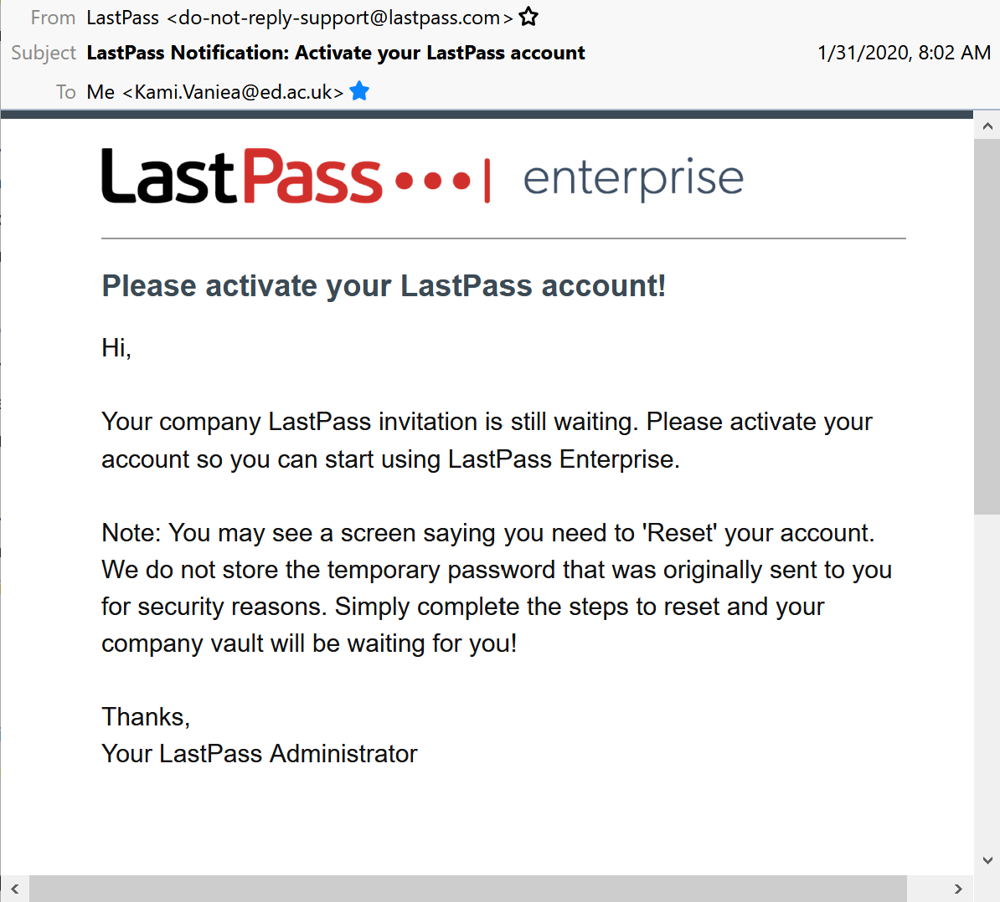 From LastPass <do-not-reply-support@lastpass.com>
Subject LastPass Notification: Activate your LastPass account 1/31/2020, 8:02 AM
To Me <Kami.Vaniea@ed.ac.uk>
LastPass enterprise
Please activate your LastPass account!
Hi,
Your company LastPass invitation is still waiting. Please activate your
account so you can start using LastPass Enterprise.
Note: You may see a screen saying you need to 'Reset' your account.
We do not store the temporary password that was originally sent to you
for security reasons. Simply complete the steps to reset and your
company vault will be waiting for you!
Thanks,
Your LastPass Administrator